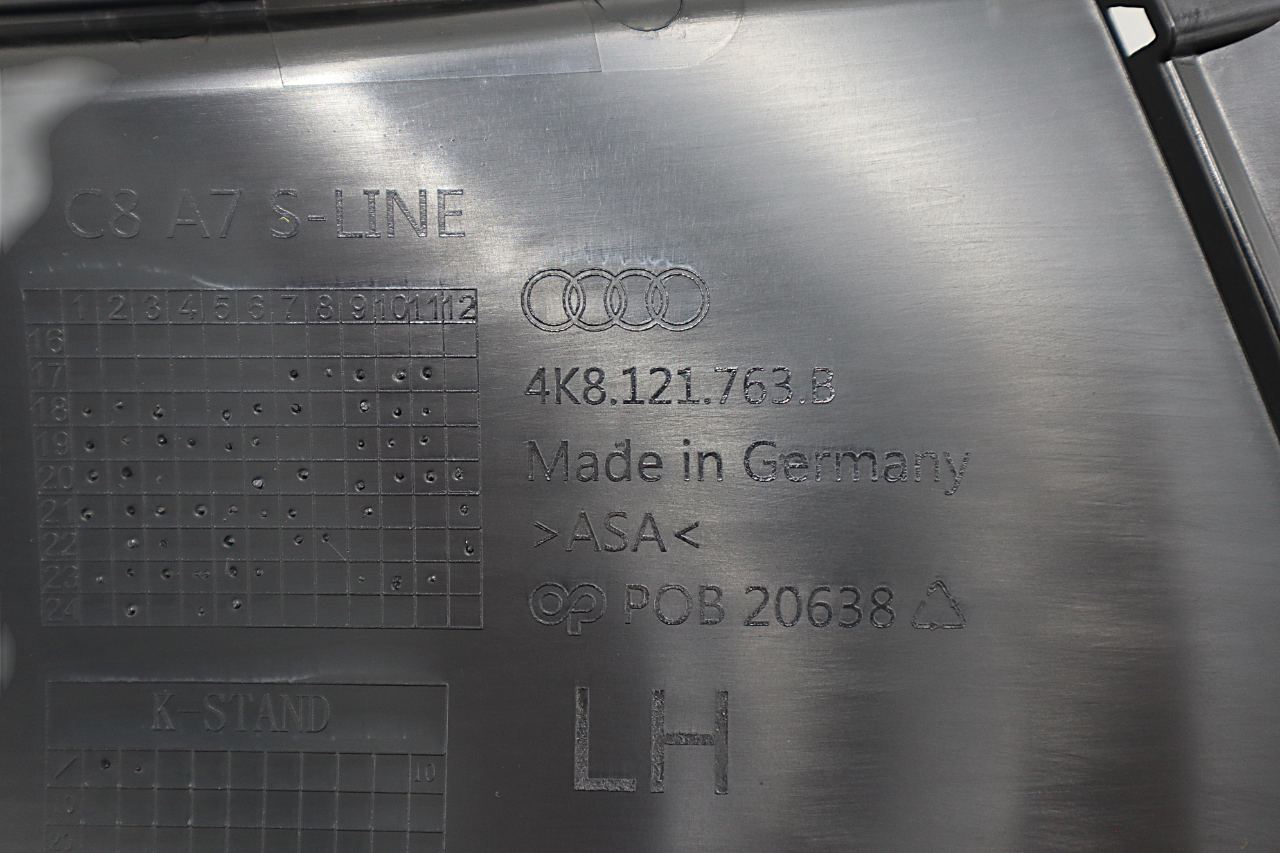 C8 A7 S-LINE
1 2 3 4 5 6 7 8 9 10 11 12
16
17
18
19
20
21
22
23
24
4K8.121.763.B
Made in Germany
>ASA<
op POB 20638
LH
K-STAND
10